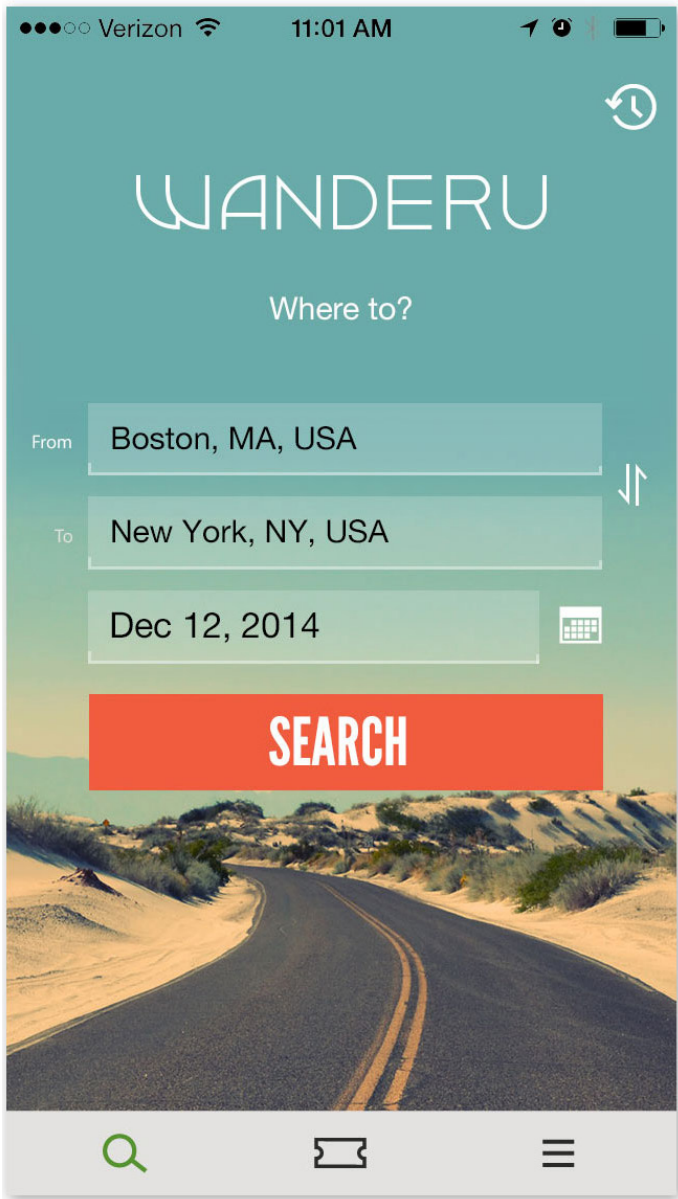 Verizon 11:01 AM
WANDERU
Where to?
From Boston, MA, USA
To New York, NY, USA
Dec 12, 2014
SEARCH